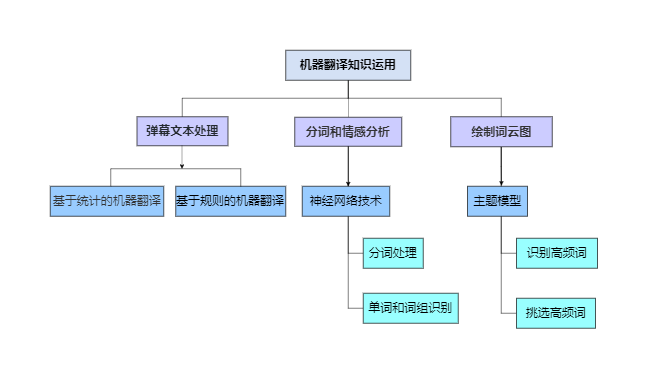 机器翻译知识运用
弹幕文本处理
分词和情感分析
绘制词云图
基于统计的机器翻译
基于规则的机器翻译
神经网络技术
主题模型
分词处理
识别高频词
单词和词组识别
挑选高频词